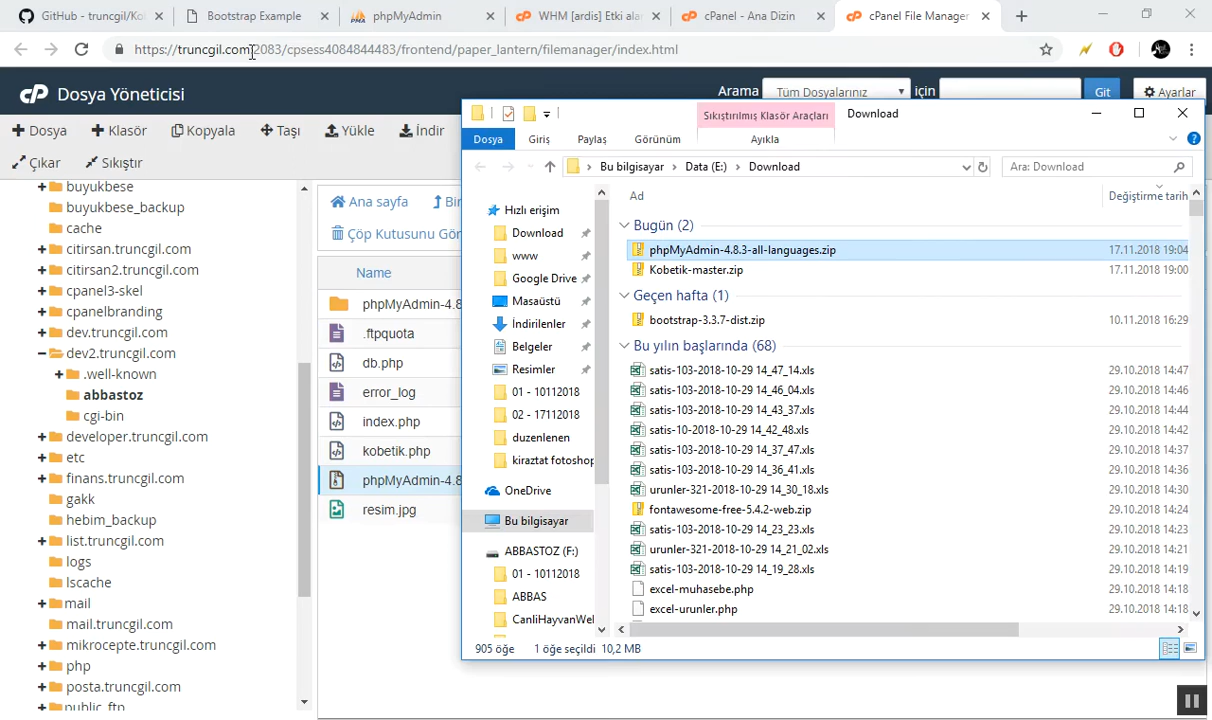 GitHub - truncgil/Kol
Bootstrap Example
phpMyAdmin
WHM [ardis] Etki ala
cPanel - Ana Dizin
cPanel File Manager
https://truncgil.com:2083/cpsess4084844483/frontend/paper_lantern/filemanager/index.html
cP Dosya Yöneticisi
Arama
Tüm Dosyalarınız
için
Git
Ayarlar
Dosya
Klasör
Kopyala
Taşı
Yükle
İndir
Çıkar
Sıkıştır
buyukbese
buyukbese_backup
cache
citirsan.truncgil.com
citirsan2.truncgil.com
cpanel3-skel
cpanelbranding
dev.truncgil.com
dev2.truncgil.com
.well-known
abbastoz
cgi-bin
developer.truncgil.com
etc
finans.truncgil.com
gakk
hebim_backup
list.truncgil.com
logs
lscache
mail
mail.truncgil.com
mikrocepte.truncgil.com
php
posta.truncgil.com
public_ftp
Ana sayfa
Bir
Çöp Kutusunu Gör
Name
phpMyAdmin-4.8
.ftpquota
db.php
error_log
index.php
kobetik.php
phpMyAdmin-4.8
resim.jpg
Sıkıştırılmış Klasör Araçları
Download
Dosya
Giriş
Paylaş
Görünüm
Ayıkla
Bu bilgisayar
Data (E:)
Download
Ara: Download
Hızlı erişim
Download
www
Google Drive
Masaüstü
İndirilenler
Belgeler
Resimler
01 - 10112018
02 - 17112018
duzenlenen
kiraztat fotoshop
OneDrive
Bu bilgisayar
ABBASTOZ (F:)
01 - 10112018
ABBAS
CanliHayvanWel
Ad
Değiştirme tarih
Bugün (2)
phpMyAdmin-4.8.3-all-languages.zip 17.11.2018 19:04
Kobetik-master.zip 17.11.2018 19:00
Geçen hafta (1)
bootstrap-3.3.7-dist.zip 10.11.2018 16:29
Bu yılın başlarında (68)
satis-103-2018-10-29 14_47_14.xls 29.10.2018 14:47
satis-103-2018-10-29 14_46_04.xls 29.10.2018 14:46
satis-103-2018-10-29 14_43_37.xls 29.10.2018 14:44
satis-10-2018-10-29 14_42_48.xls 29.10.2018 14:42
satis-103-2018-10-29 14_37_47.xls 29.10.2018 14:37
satis-103-2018-10-29 14_36_41.xls 29.10.2018 14:36
urunler-321-2018-10-29 14_30_18.xls 29.10.2018 14:30
fontawesome-free-5.4.2-web.zip 29.10.2018 14:24
satis-103-2018-10-29 14_23_23.xls 29.10.2018 14:23
urunler-321-2018-10-29 14_21_02.xls 29.10.2018 14:21
satis-103-2018-10-29 14_19_28.xls 29.10.2018 14:19
excel-muhasebe.php 29.10.2018 14:18
excel-urunler.php 29.10.2018 14:18
905 öğe
1 öğe seçildi 10,2 MB